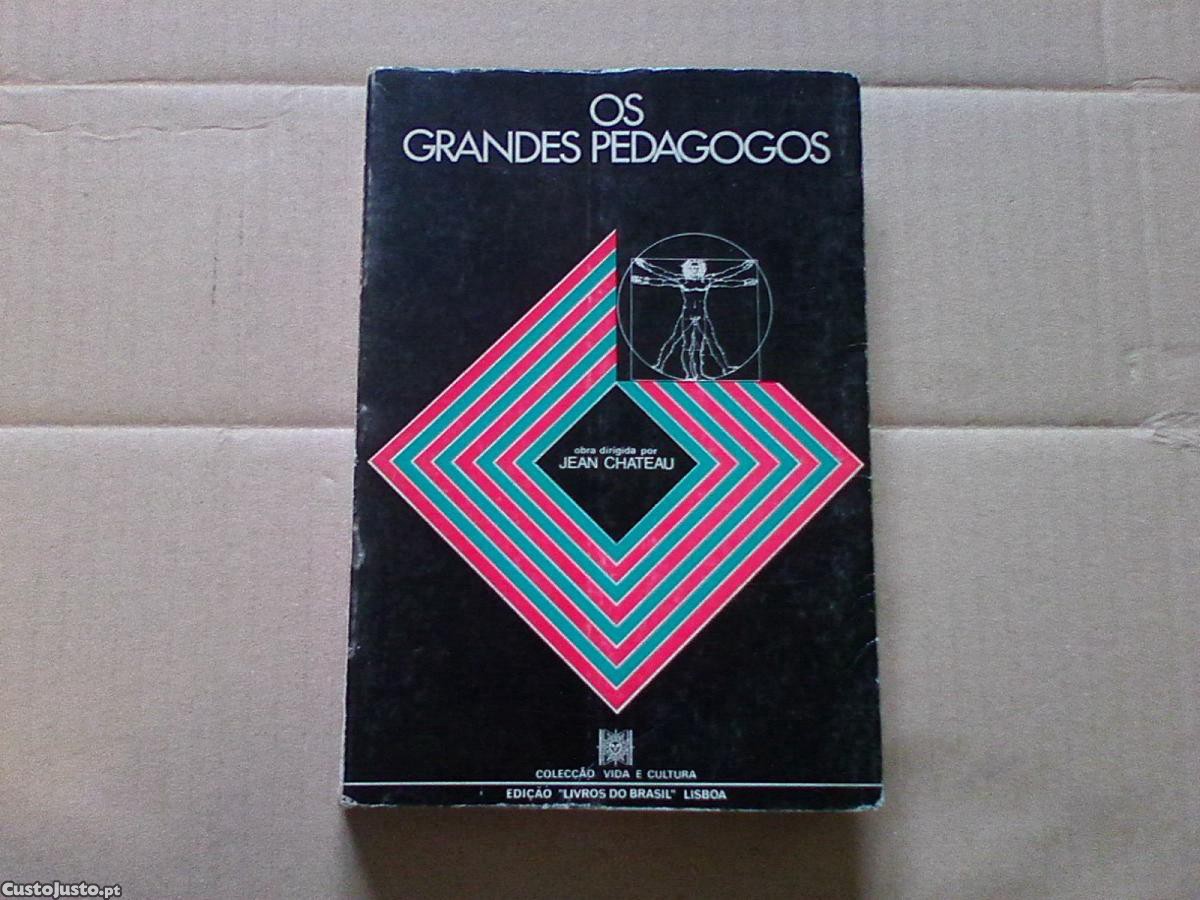 OS
GRANDES PEDAGOGOS
obra dirigida por
JEAN CHATEAU
COLECÇÃO VIDA E CULTURA
EDIÇÃO "LIVROS DO BRASIL" LISBOA
CustoJusto.pt